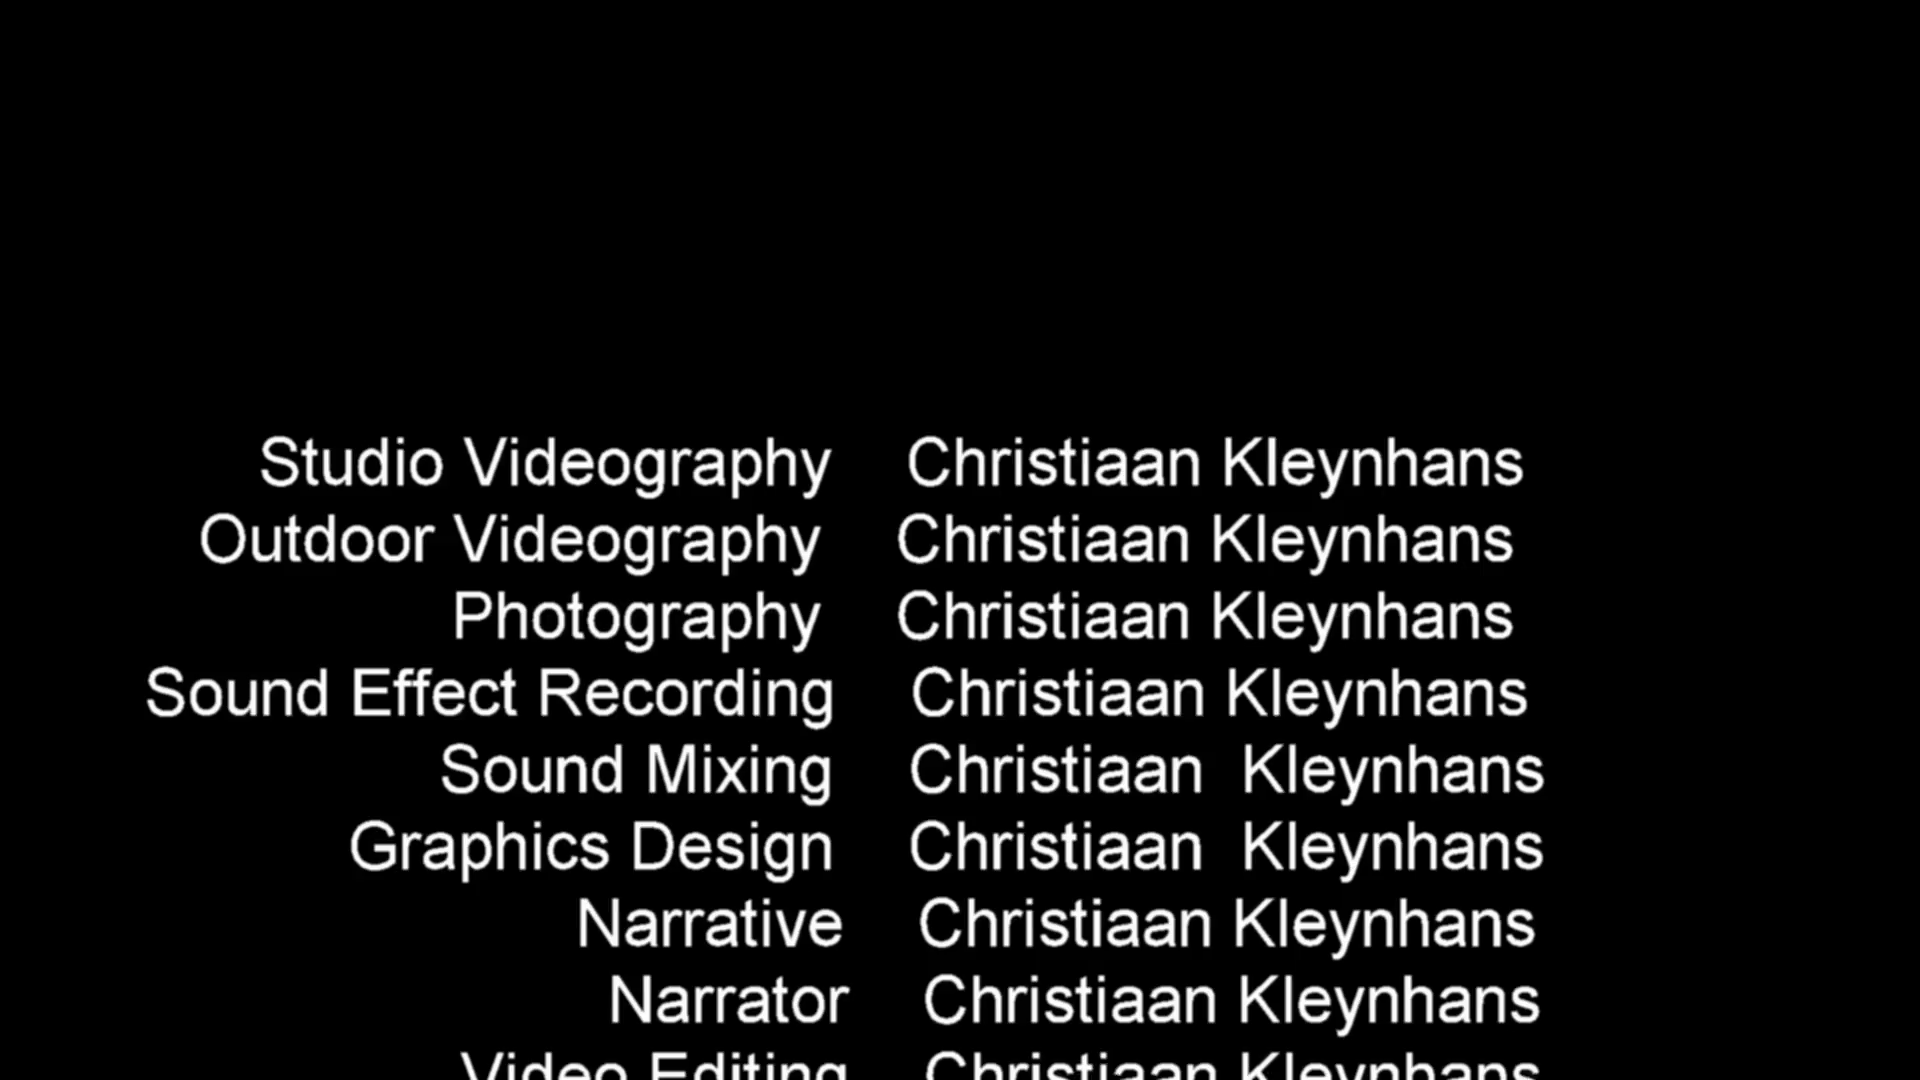 Studio Videography Christiaan Kleynhans
Outdoor Videography Christiaan Kleynhans
Photography Christiaan Kleynhans
Sound Effect Recording Christiaan Kleynhans
Sound Mixing Christiaan Kleynhans
Graphics Design Christiaan Kleynhans
Narrative Christiaan Kleynhans
Narrator Christiaan Kleynhans
Video Editing Christiaan Kleynhans